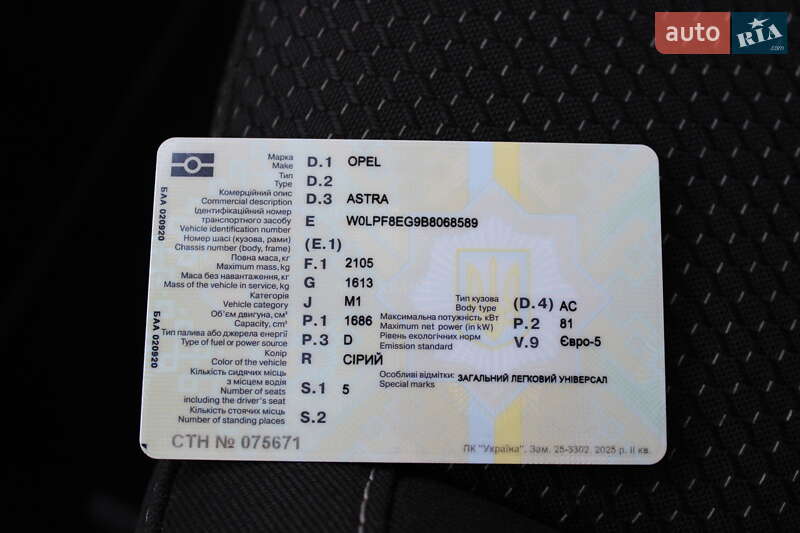 auto RIA.com
БАА 020920
БАА 020920
Марка
Make D.1 OPEL
Тип
Type D.2
Комерційний опис
Commercial description D.3 ASTRA
Ідентифікаційний номер
транспортного засобу
Vehicle identification number E W0LPF8EG9B8068589
Номер шасі (кузова, рами)
Chassis number (body, frame) (E.1)
Повна маса, кг
Maximum mass, kg F.1 2105
Маса без навантаження, кг
Mass of the vehicle in service, kg G 1613
Категорія
Vehicle category J M1
Тип кузова
Body type (D.4) AC
Об'єм двигуна, см³
Capacity, cm³ P.1 1686
Максимальна потужність кВт
Maximum net power (in kW) P.2 81
Тип палива або джерела енергії
Type of fuel or power source P.3 D
Рівень екологічних норм
Emission standard V.9 Євро-5
Колір
Color of the vehicle R СІРИЙ
Кількість сидячих місць
з місцем водія
Number of seats
including the driver's seat S.1 5
Особливі відмітки:
Special marks ЗАГАЛЬНИЙ ЛЕГКОВИЙ УНІВЕРСАЛ
Кількість стоячих місць
Number of standing places S.2
СТН № 075671
ПК "Україна". Зам. 25-3302. 2025 р. II кв.